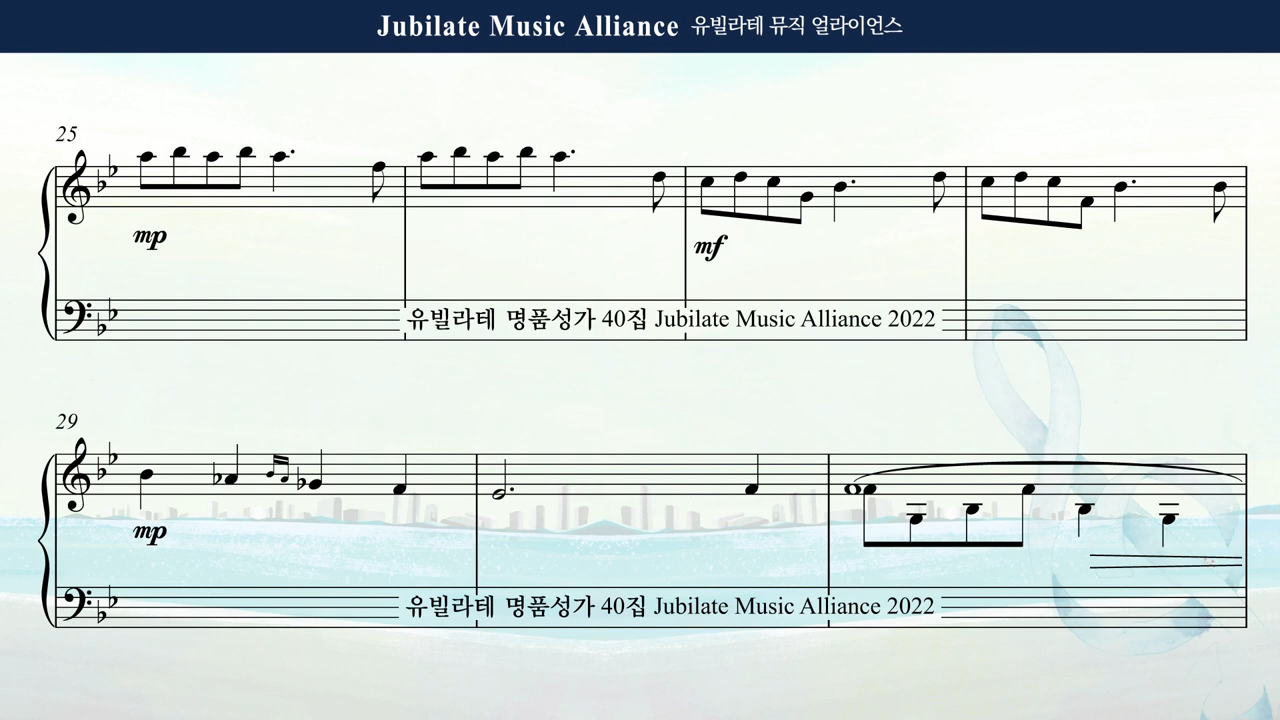 Jubilate Music Alliance 유빌라테 뮤직 얼라이언스
25
mp
mf
유빌라테 명품성가 40집 Jubilate Music Alliance 2022
29
mp
유빌라테 명품성가 40집 Jubilate Music Alliance 2022